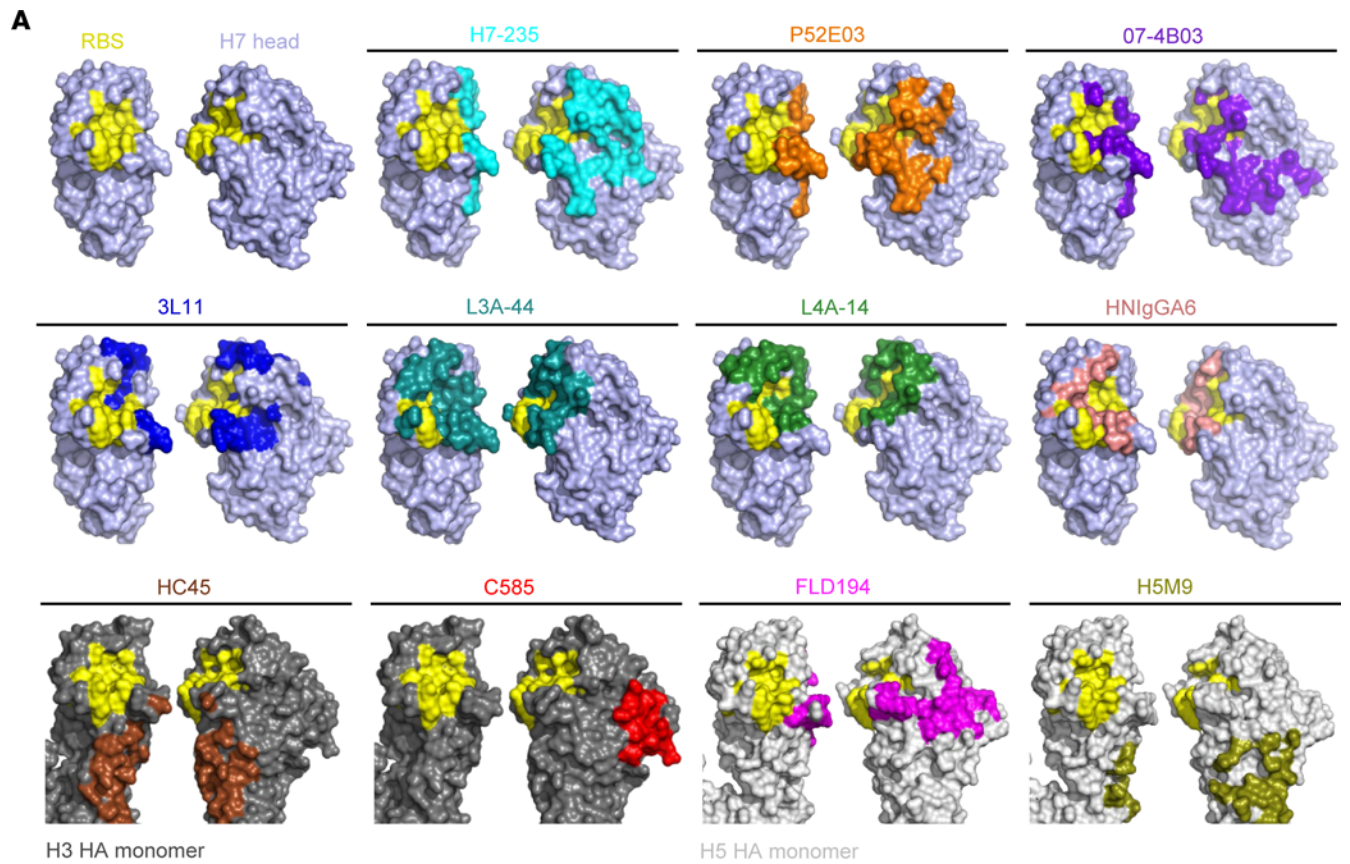 A
RBS H7 head H7-235 P52E03 07-4B03
3L11 L3A-44 L4A-14 HNIgGA6
HC45 C585 FLD194 H5M9
H3 HA monomer H5 HA monomer